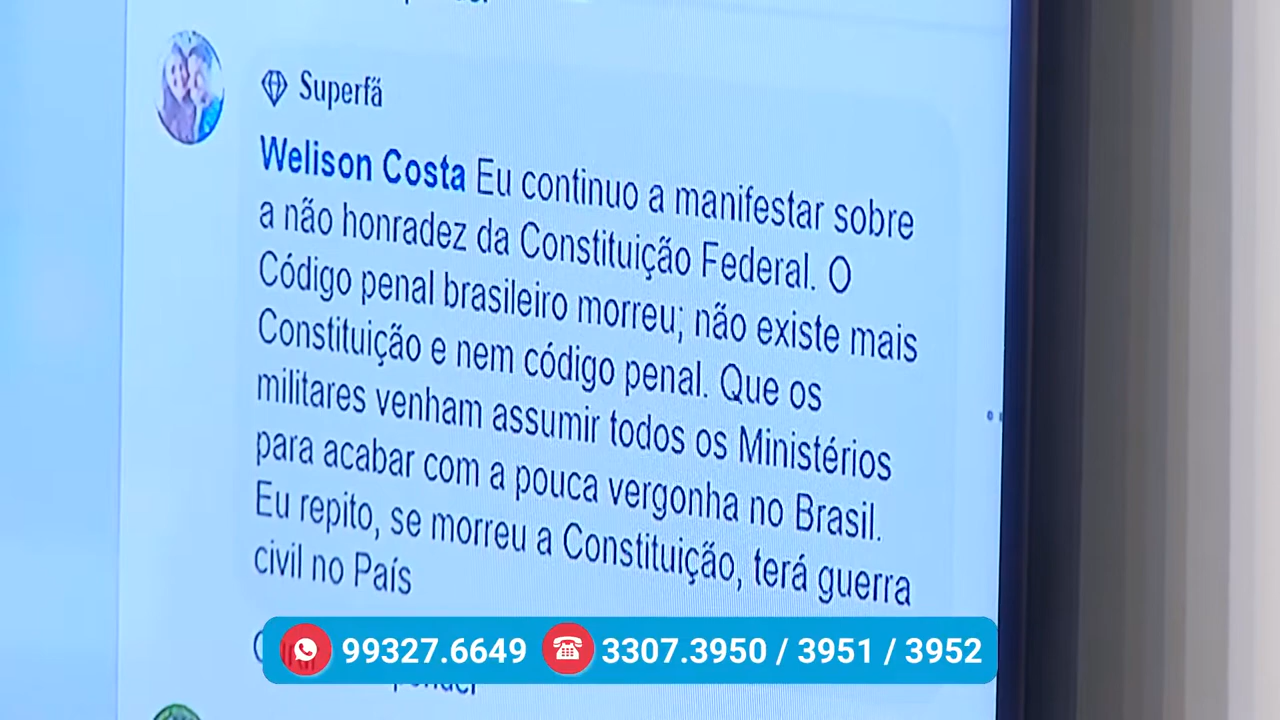 Superfã
Welison Costa Eu continuo a manifestar sobre
a não honradez da Constituição Federal. O
Código penal brasileiro morreu; não existe mais
Constituição e nem código penal. Que os
militares venham assumir todos os Ministérios
para acabar com a pouca vergonha no Brasil.
Eu repito, se morreu a Constituição, terá guerra
civil no País
99327.6649 3307.3950 / 3951 / 3952